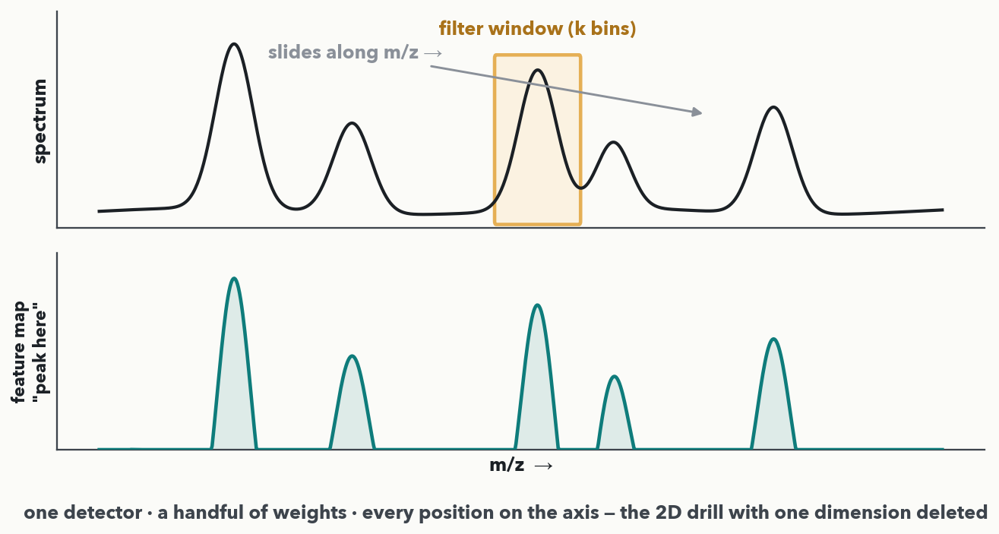 filter window (k bins)
slides along m/z →
spectrum
feature map
"peak here"
m/z →
one detector · a handful of weights · every position on the axis — the 2D drill with one dimension deleted